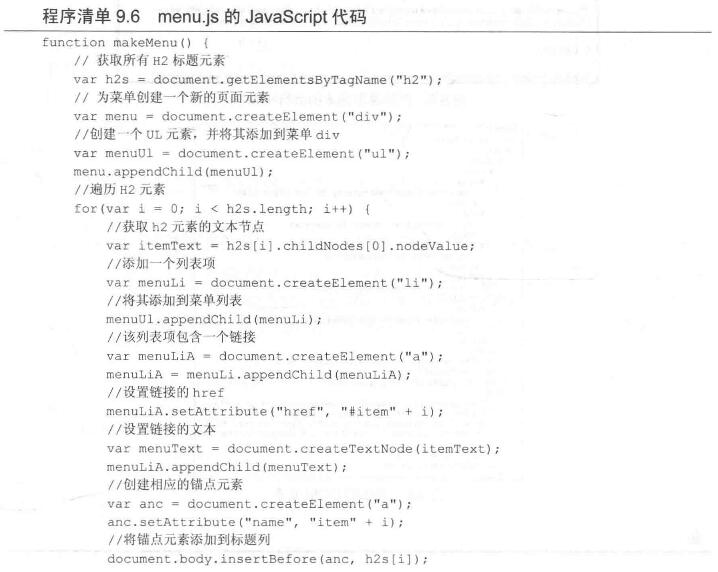 程序清单 9.6 menu.js 的 JavaScript 代码
function makeMenu() {
    // 获取所有 H2 标题元素
    var h2s = document.getElementsByTagName("h2");
    // 为菜单创建一个新的页面元素
    var menu = document.createElement("div");
    //创建一个 UL 元素，并将其添加到菜单 div
    var menuUl = document.createElement("ul");
    menu.appendChild(menuUl);
    //遍历 H2 元素
    for(var i = 0; i < h2s.length; i++) {
        //获取 h2 元素的文本节点
        var itemText = h2s[i].childNodes[0].nodeValue;
        //添加一个列表项
        var menuLi = document.createElement("li");
        //将其添加到菜单列表
        menuUl.appendChild(menuLi);
        //该列表项包含一个链接
        var menuLiA = document.createElement("a");
        menuLiA = menuLi.appendChild(menuLiA);
        //设置链接的 href
        menuLiA.setAttribute("href", "#item" + i);
        //设置链接的文本
        var menuText = document.createTextNode(itemText);
        menuLiA.appendChild(menuText);
        //创建相应的锚点元素
        var anc = document.createElement("a");
        anc.setAttribute("name", "item" + i);
        //将锚点元素添加到标题列
        document.body.insertBefore(anc, h2s[i]);